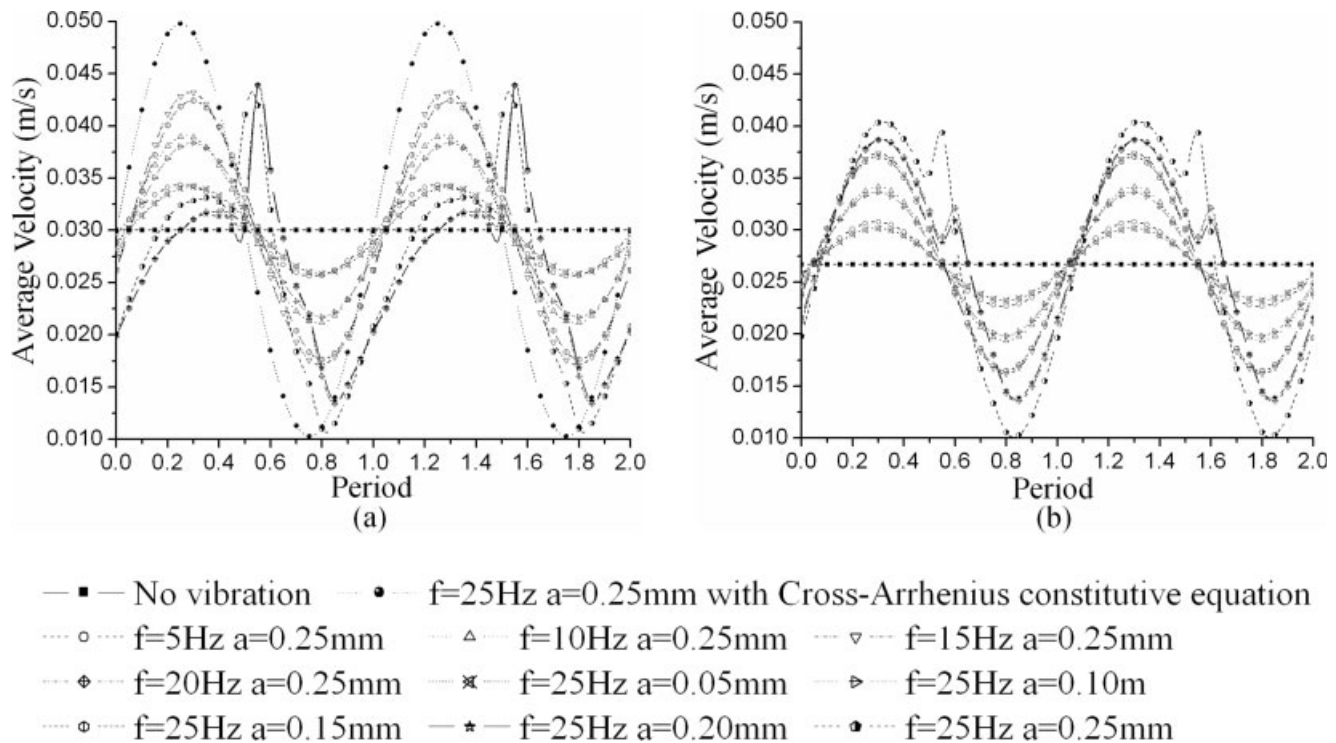 0.050
0.045
0.040
0.035
0.030
0.025
0.020
0.015
0.010
Average Velocity (m/s)
0.0 0.2 0.4 0.6 0.8 1.0 1.2 1.4 1.6 1.8 2.0
Period
(a)
0.050
0.045
0.040
0.035
0.030
0.025
0.020
0.015
0.010
Average Velocity (m/s)
0.0 0.2 0.4 0.6 0.8 1.0 1.2 1.4 1.6 1.8 2.0
Period
(b)
No vibration f=25Hz a=0.25mm with Cross-Arrhenius constitutive equation
f=5Hz a=0.25mm f=10Hz a=0.25mm f=15Hz a=0.25mm
f=20Hz a=0.25mm f=25Hz a=0.05mm f=25Hz a=0.10m
f=25Hz a=0.15mm f=25Hz a=0.20mm f=25Hz a=0.25mm